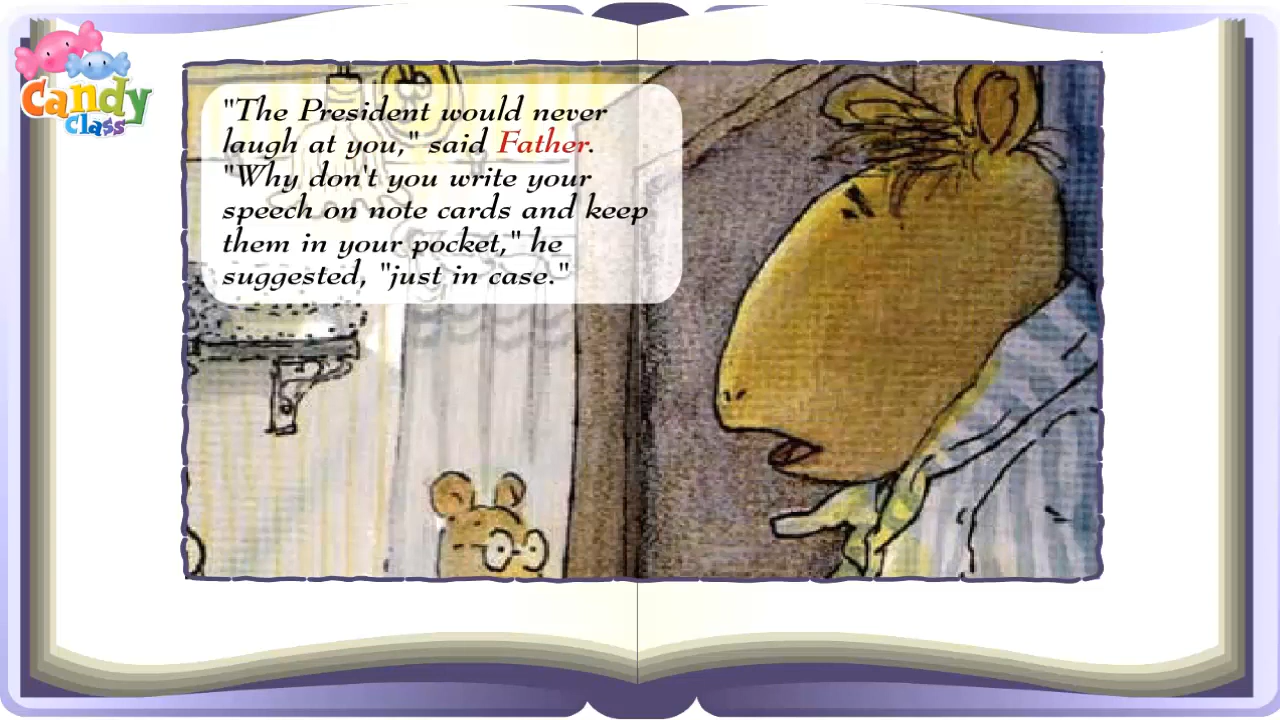 Candy
Class
"The President would never
laugh at you," said Father.
"Why don't you write your
speech on note cards and keep
them in your pocket," he
suggested, "just in case."